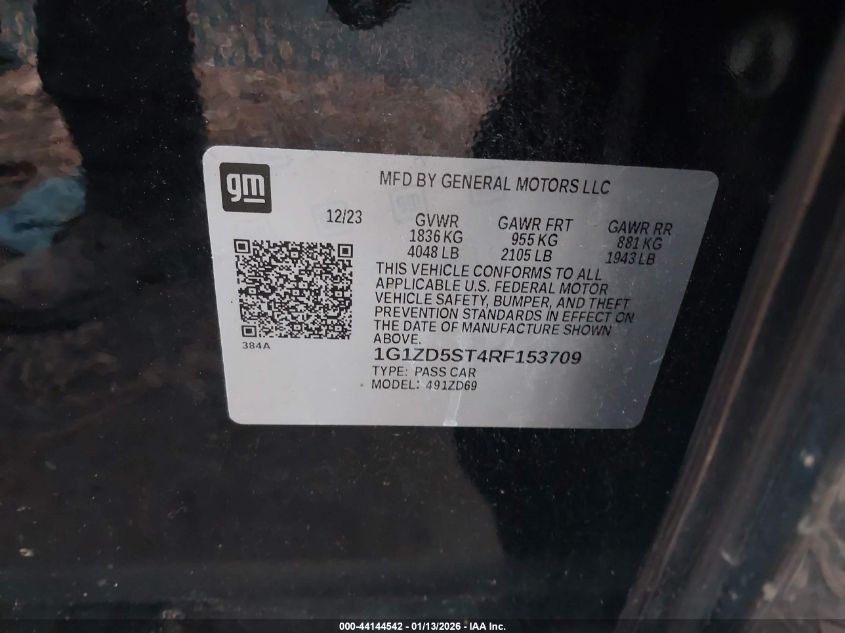 gm
MFD BY GENERAL MOTORS LLC
12/23 GVWR GAWR FRT GAWR RR
1836 KG 955 KG 881 KG
4048 LB 2105 LB 1943 LB
THIS VEHICLE CONFORMS TO ALL
APPLICABLE U.S. FEDERAL MOTOR
VEHICLE SAFETY, BUMPER, AND THEFT
PREVENTION STANDARDS IN EFFECT ON
THE DATE OF MANUFACTURE SHOWN
ABOVE.
384A
1G1ZD5ST4RF153709
TYPE: PASS CAR
MODEL: 491ZD69
000-44144542 - 01/13/2026 - IAA Inc.